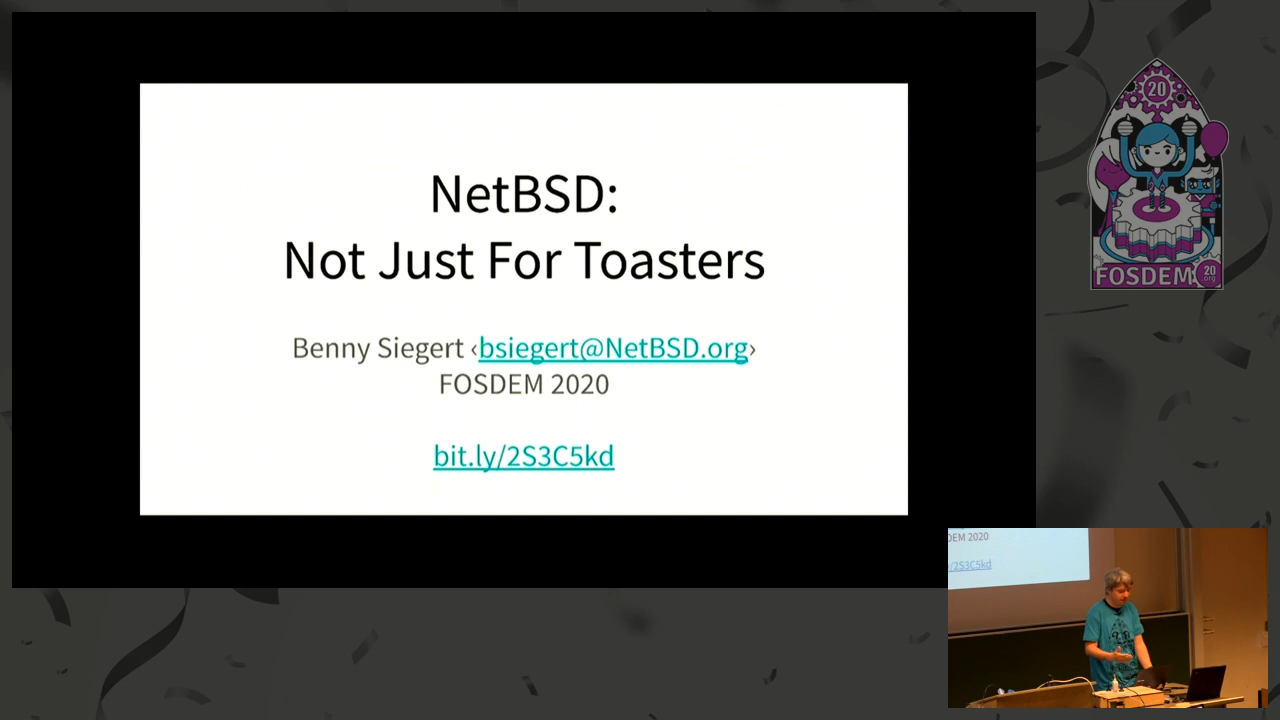 NetBSD:
Not Just For Toasters
Benny Siegert ‹bsiegert@NetBSD.org›
FOSDEM 2020
bit.ly/2S3C5kd
20
FOSDEM
20
.org
DEM 2020
/2S3C5kd